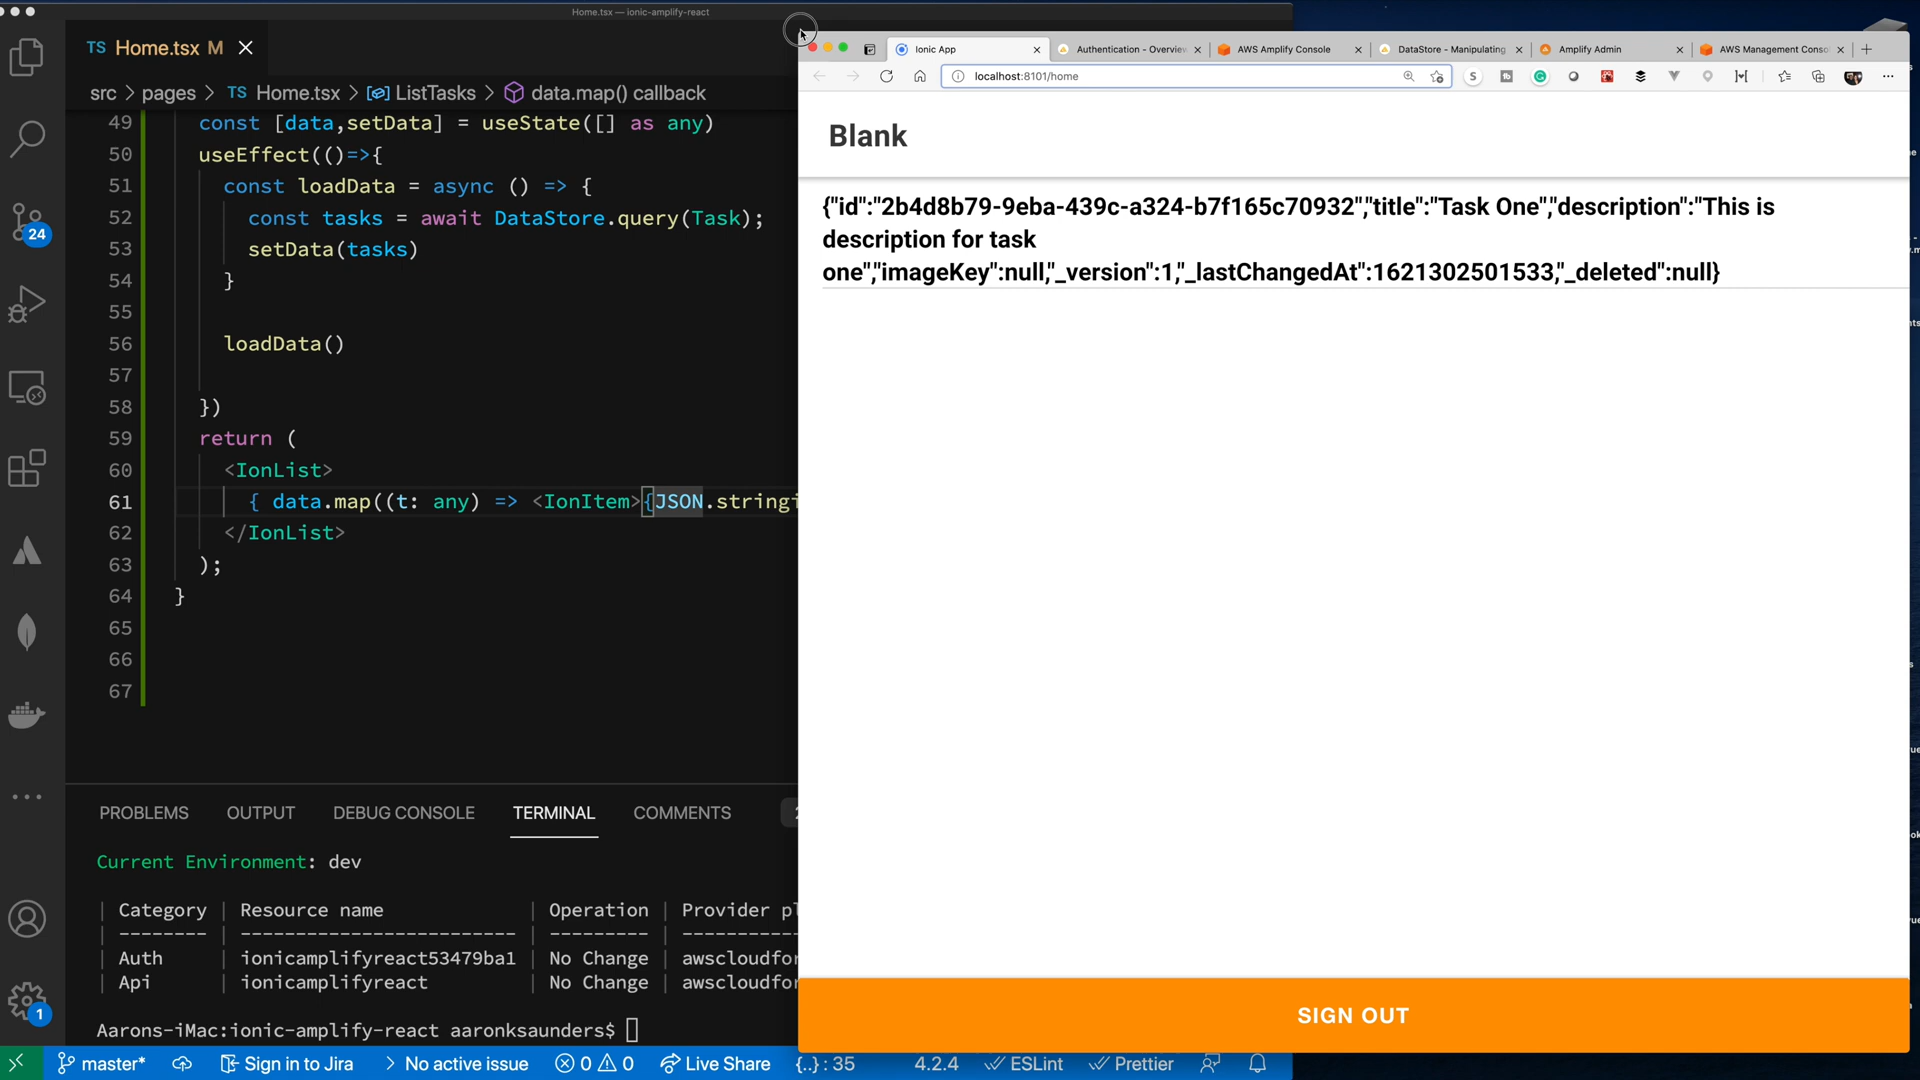 Home.tsx — ionic-amplify-react
TS Home.tsx M
src > pages > TS Home.tsx > ListTasks > data.map() callback
49 const [data,setData] = useState([] as any)
50 useEffect(()=>{
51 const loadData = async () => {
52 const tasks = await DataStore.query(Task);
53 setData(tasks)
54 }
55
56 loadData()
57
58 })
59 return (
60 <IonList>
61 { data.map((t: any) => <IonItem>{JSON.stringi
62 </IonList>
63 );
64 }
65
66
67
24
1
PROBLEMS OUTPUT DEBUG CONSOLE TERMINAL COMMENTS
Current Environment: dev
| Category | Resource name | Operation | Provider pl
| -------- | ----------------------- | --------- | ----------
| Auth | ionicamplifyreact53479ba1 | No Change | awscloudfor
| Api | ionicamplifyreact | No Change | awscloudfor
Aarons-iMac:ionic-amplify-react aaronksaunders$
master* Sign in to Jira No active issue 0 0 Live Share {..} : 35 4.2.4 ESLint Prettier
Ionic App Authentication - Overview AWS Amplify Console DataStore - Manipulating Amplify Admin AWS Management Conso
localhost:8101/home
Blank
{"id":"2b4d8b79-9eba-439c-a324-b7f165c70932","title":"Task One","description":"This is
description for task
one","imageKey":null,"_version":1,"_lastChangedAt":1621302501533,"_deleted":null}
SIGN OUT